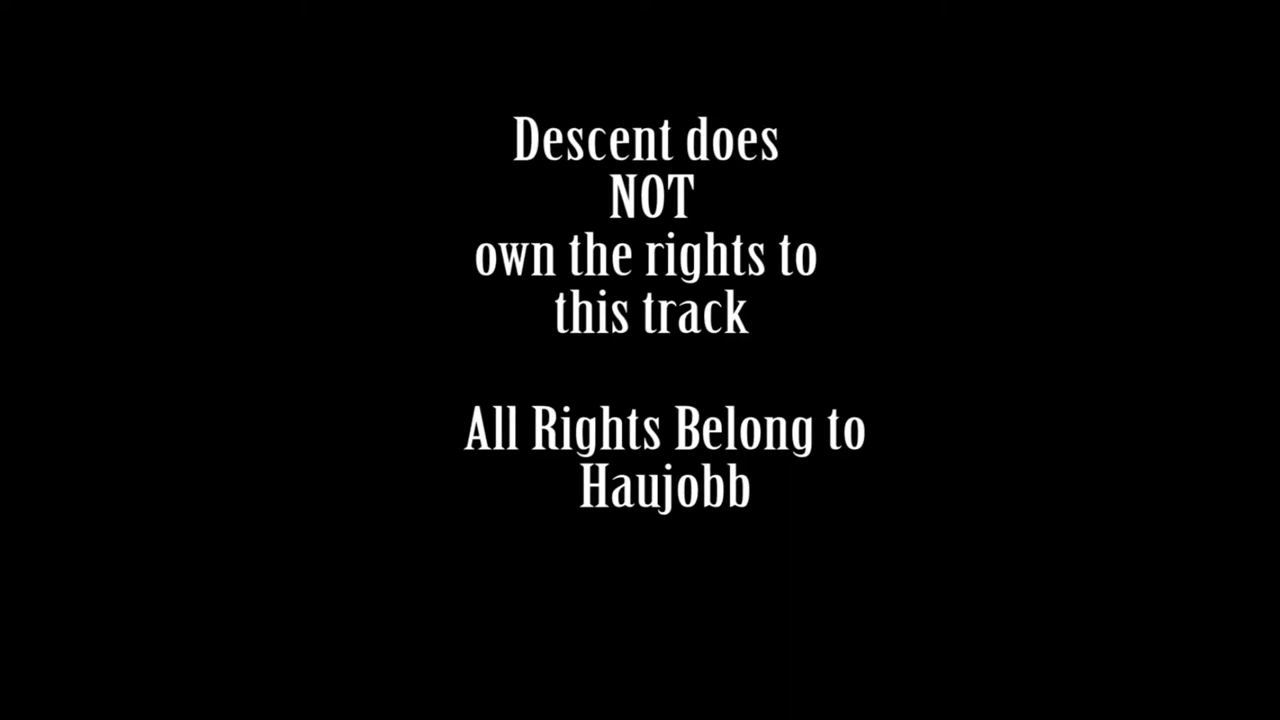 Descent does
NOT
own the rights to
this track
All Rights Belong to
Haujobb